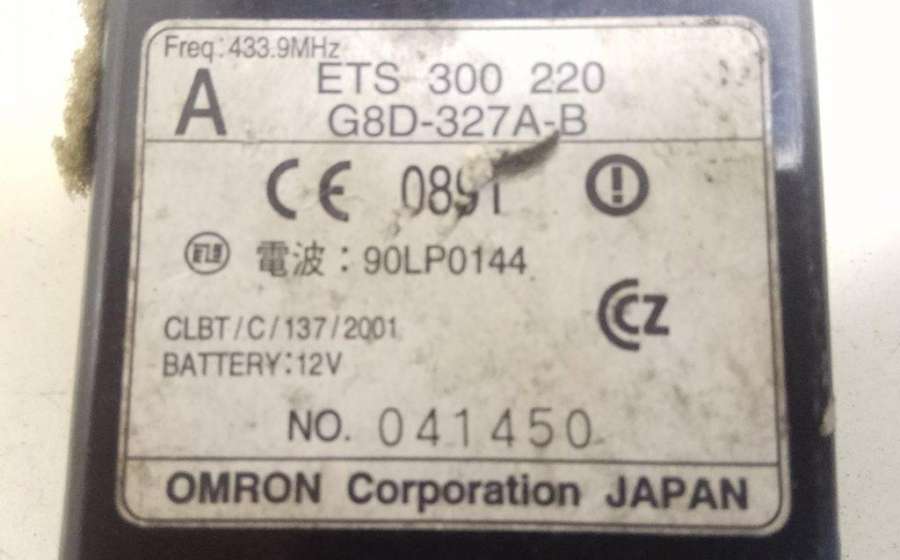 Freq:433.9MHz
A
ETS 300 220
G8D-327A-B
CE 0891
電波:90LP0144
CZ
CLBT/C/137/2001
BATTERY:12V
NO. 041450
OMRON Corporation JAPAN